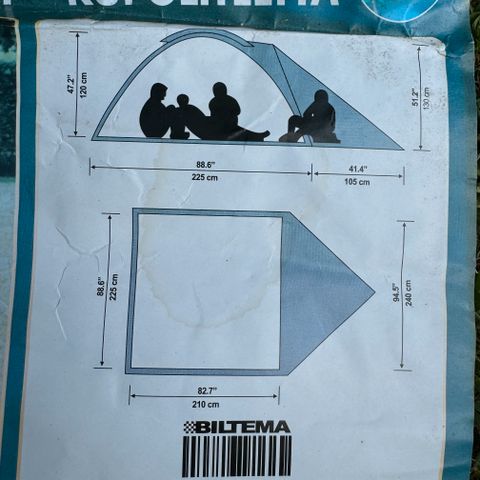 47.2"
120 cm
51.2"
130 cm
88.6"
225 cm
41.4"
105 cm
88.6"
225 cm
94.5"
240 cm
82.7"
210 cm
BILTEMA